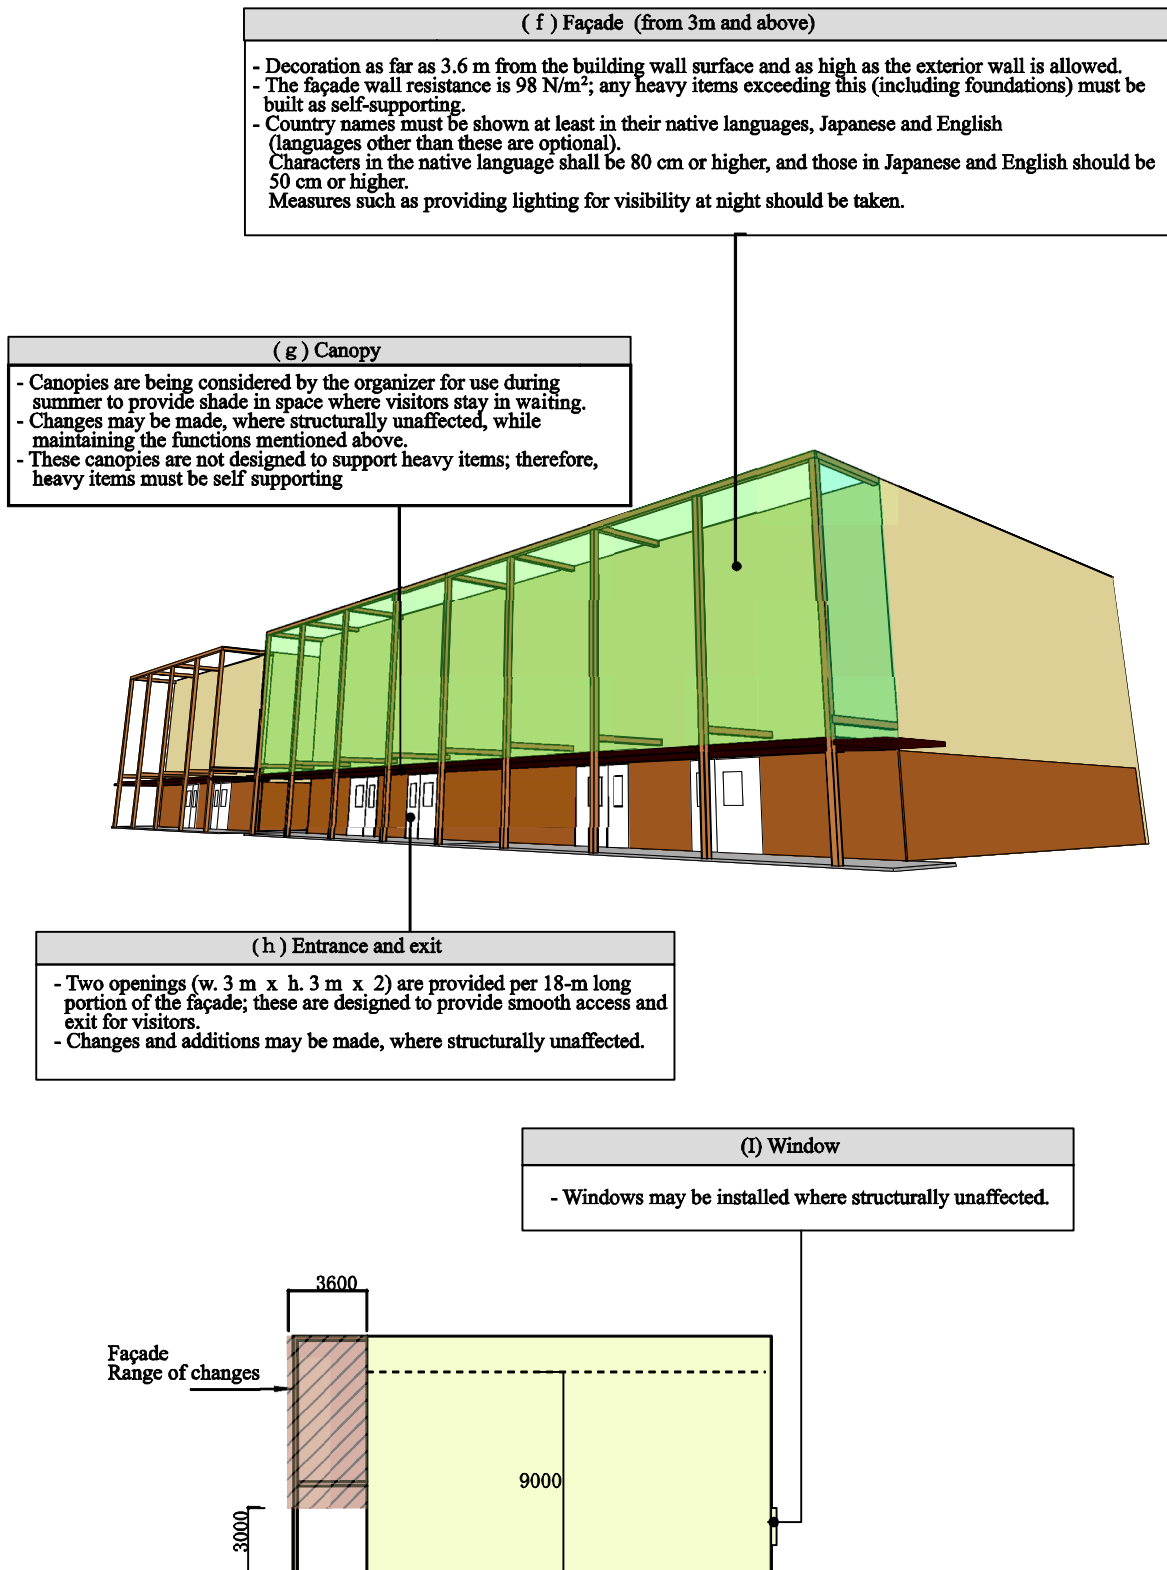 ( f ) Façade (from 3m and above)
- Decoration as far as 3.6 m from the building wall surface and as high as the exterior wall is allowed.
- The façade wall resistance is 98 N/m²; any heavy items exceeding this (including foundations) must be
built as self-supporting.
- Country names must be shown at least in their native languages, Japanese and English
(languages other than these are optional).
Characters in the native language shall be 80 cm or higher, and those in Japanese and English should be
50 cm or higher.
Measures such as providing lighting for visibility at night should be taken.
( g ) Canopy
- Canopies are being considered by the organizer for use during
summer to provide shade in space where visitors stay in waiting.
- Changes may be made, where structurally unaffected, while
maintaining the functions mentioned above.
- These canopies are not designed to support heavy items; therefore,
heavy items must be self supporting
( h ) Entrance and exit
- Two openings (w. 3 m x h. 3 m x 2) are provided per 18-m long
portion of the façade; these are designed to provide smooth access and
exit for visitors.
- Changes and additions may be made, where structurally unaffected.
(I) Window
- Windows may be installed where structurally unaffected.
3600
Façade
Range of changes
9000
3000